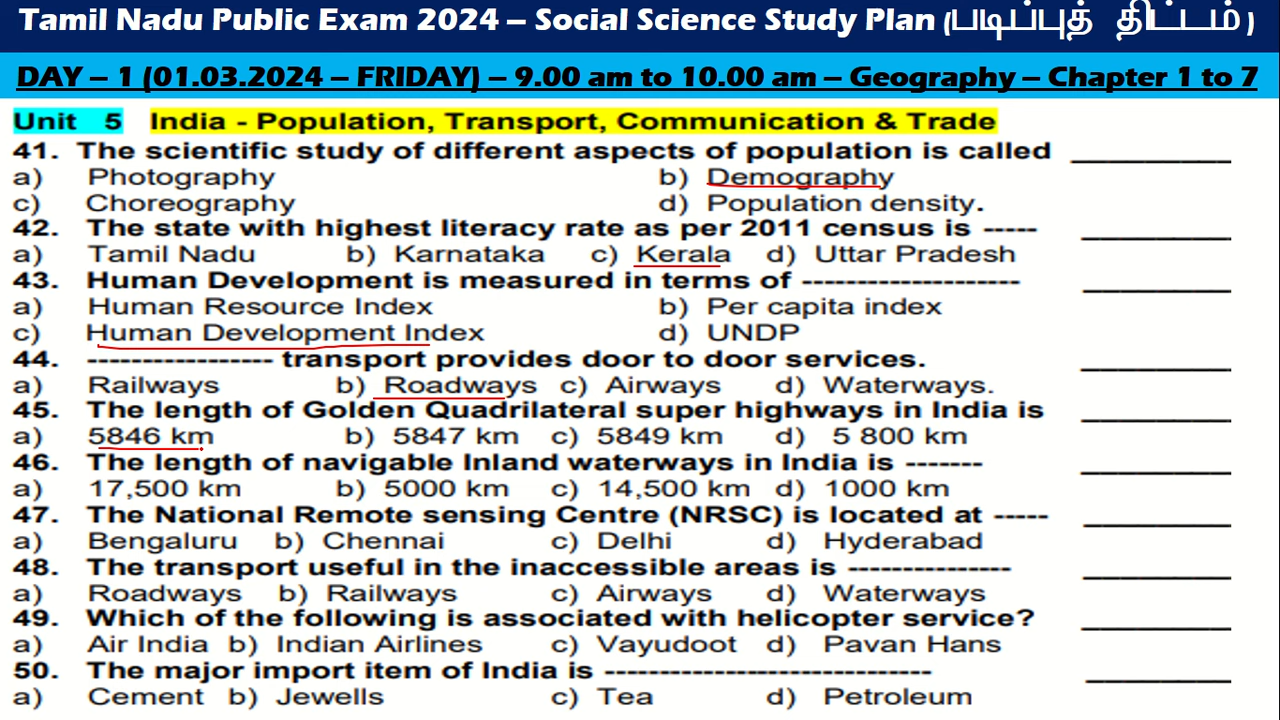 Tamil Nadu Public Exam 2024 – Social Science Study Plan (படிப்புத் திட்டம்)
DAY – 1 (01.03.2024 – FRIDAY) – 9.00 am to 10.00 am – Geography – Chapter 1 to 7
Unit 5 India - Population, Transport, Communication & Trade
41. The scientific study of different aspects of population is called __________
a) Photography b) Demography
c) Choreography d) Population density.
42. The state with highest literacy rate as per 2011 census is ----- __________
a) Tamil Nadu b) Karnataka c) Kerala d) Uttar Pradesh
43. Human Development is measured in terms of -------------------- __________
a) Human Resource Index b) Per capita index
c) Human Development Index d) UNDP
44. ----------------- transport provides door to door services. __________
a) Railways b) Roadways c) Airways d) Waterways.
45. The length of Golden Quadrilateral super highways in India is __________
a) 5846 km b) 5847 km c) 5849 km d) 5 800 km
46. The length of navigable Inland waterways in India is ------- __________
a) 17,500 km b) 5000 km c) 14,500 km d) 1000 km
47. The National Remote sensing Centre (NRSC) is located at ----- __________
a) Bengaluru b) Chennai c) Delhi d) Hyderabad
48. The transport useful in the inaccessible areas is --------------- __________
a) Roadways b) Railways c) Airways d) Waterways
49. Which of the following is associated with helicopter service? __________
a) Air India b) Indian Airlines c) Vayudoot d) Pavan Hans
50. The major import item of India is ------------------------------ __________
a) Cement b) Jewells c) Tea d) Petroleum